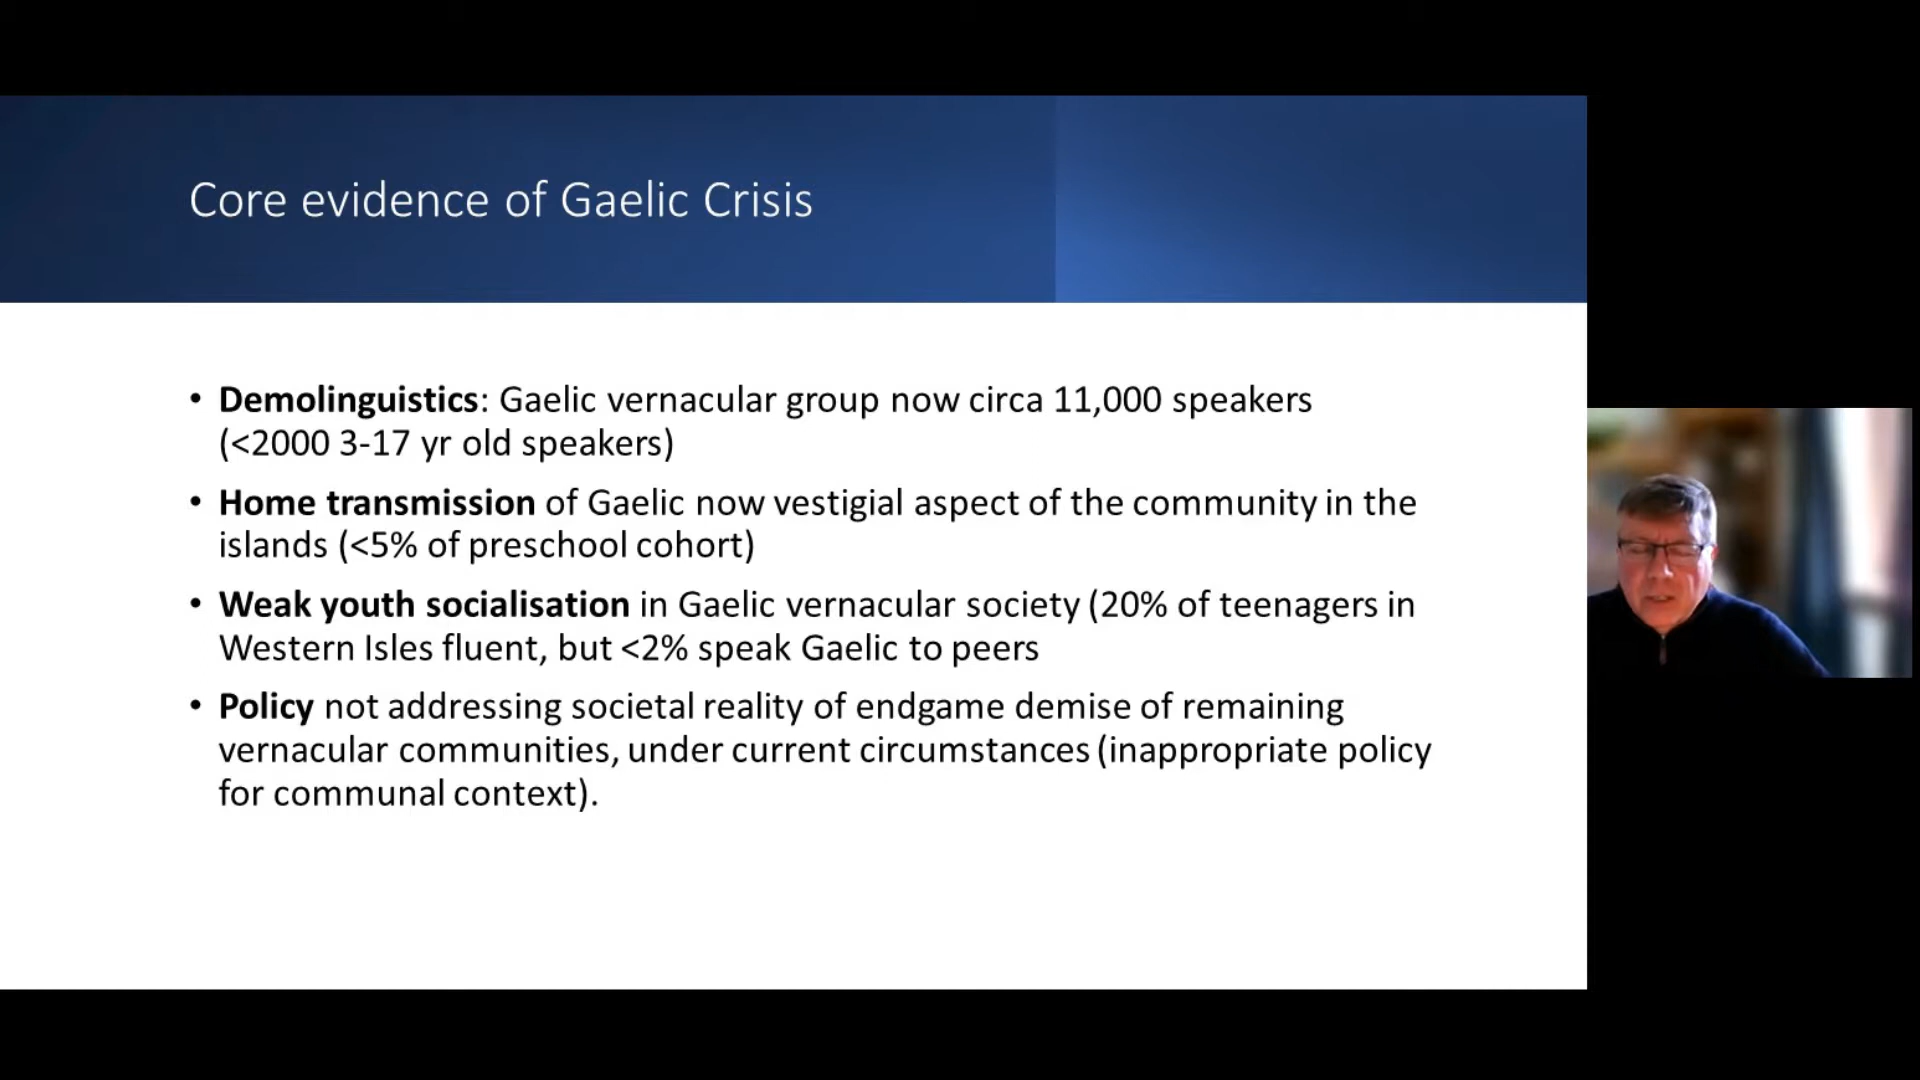 Core evidence of Gaelic Crisis
• Demolinguistics: Gaelic vernacular group now circa 11,000 speakers
(<2000 3-17 yr old speakers)
• Home transmission of Gaelic now vestigial aspect of the community in the
islands (<5% of preschool cohort)
• Weak youth socialisation in Gaelic vernacular society (20% of teenagers in
Western Isles fluent, but <2% speak Gaelic to peers
• Policy not addressing societal reality of endgame demise of remaining
vernacular communities, under current circumstances (inappropriate policy
for communal context).